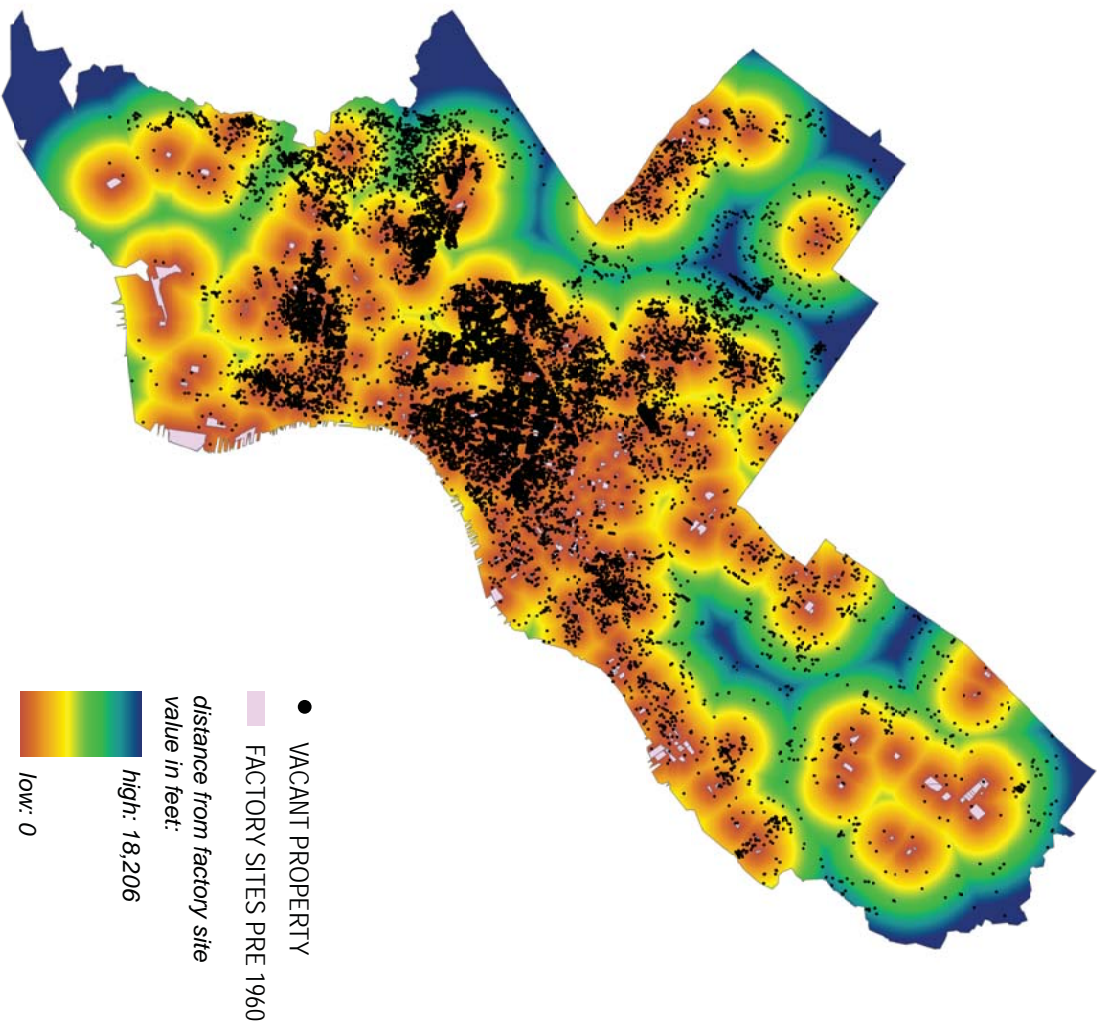 VACANT PROPERTY
FACTORY SITES PRE 1960
distance from factory site
value in feet:
high: 18,206
low: 0